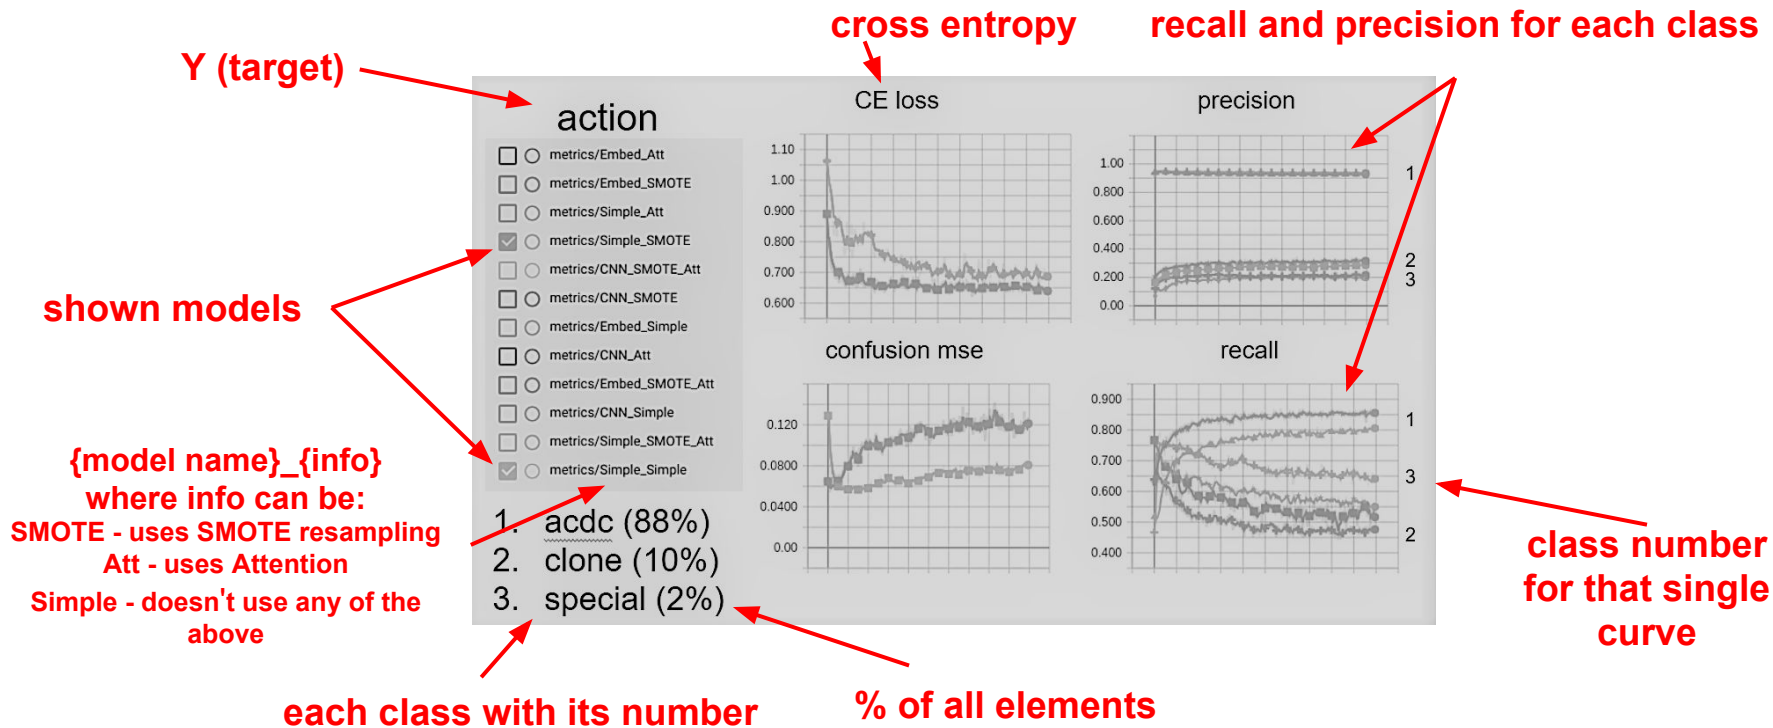 cross entropy
recall and precision for each class
Y (target)
action
metrics/Embed_Att
metrics/Embed_SMOTE
metrics/Simple_Att
metrics/Simple_SMOTE
metrics/CNN_SMOTE_Att
metrics/CNN_SMOTE
metrics/Embed_Simple
metrics/CNN_Att
metrics/Embed_SMOTE_Att
metrics/CNN_Simple
metrics/Simple_SMOTE_Att
metrics/Simple_Simple
1. acdc (88%)
2. clone (10%)
3. special (2%)
CE loss
1.10
1.00
0.900
0.800
0.700
0.600
precision
1.00
0.800
0.600
0.400
0.200
0.00
1
2
3
confusion mse
0.120
0.0800
0.0400
0.00
recall
0.900
0.800
0.700
0.600
0.500
0.400
1
3
2
shown models
{model name}_{info}
where info can be:
SMOTE - uses SMOTE resampling
Att - uses Attention
Simple - doesn't use any of the
above
class number
for that single
curve
each class with its number
% of all elements